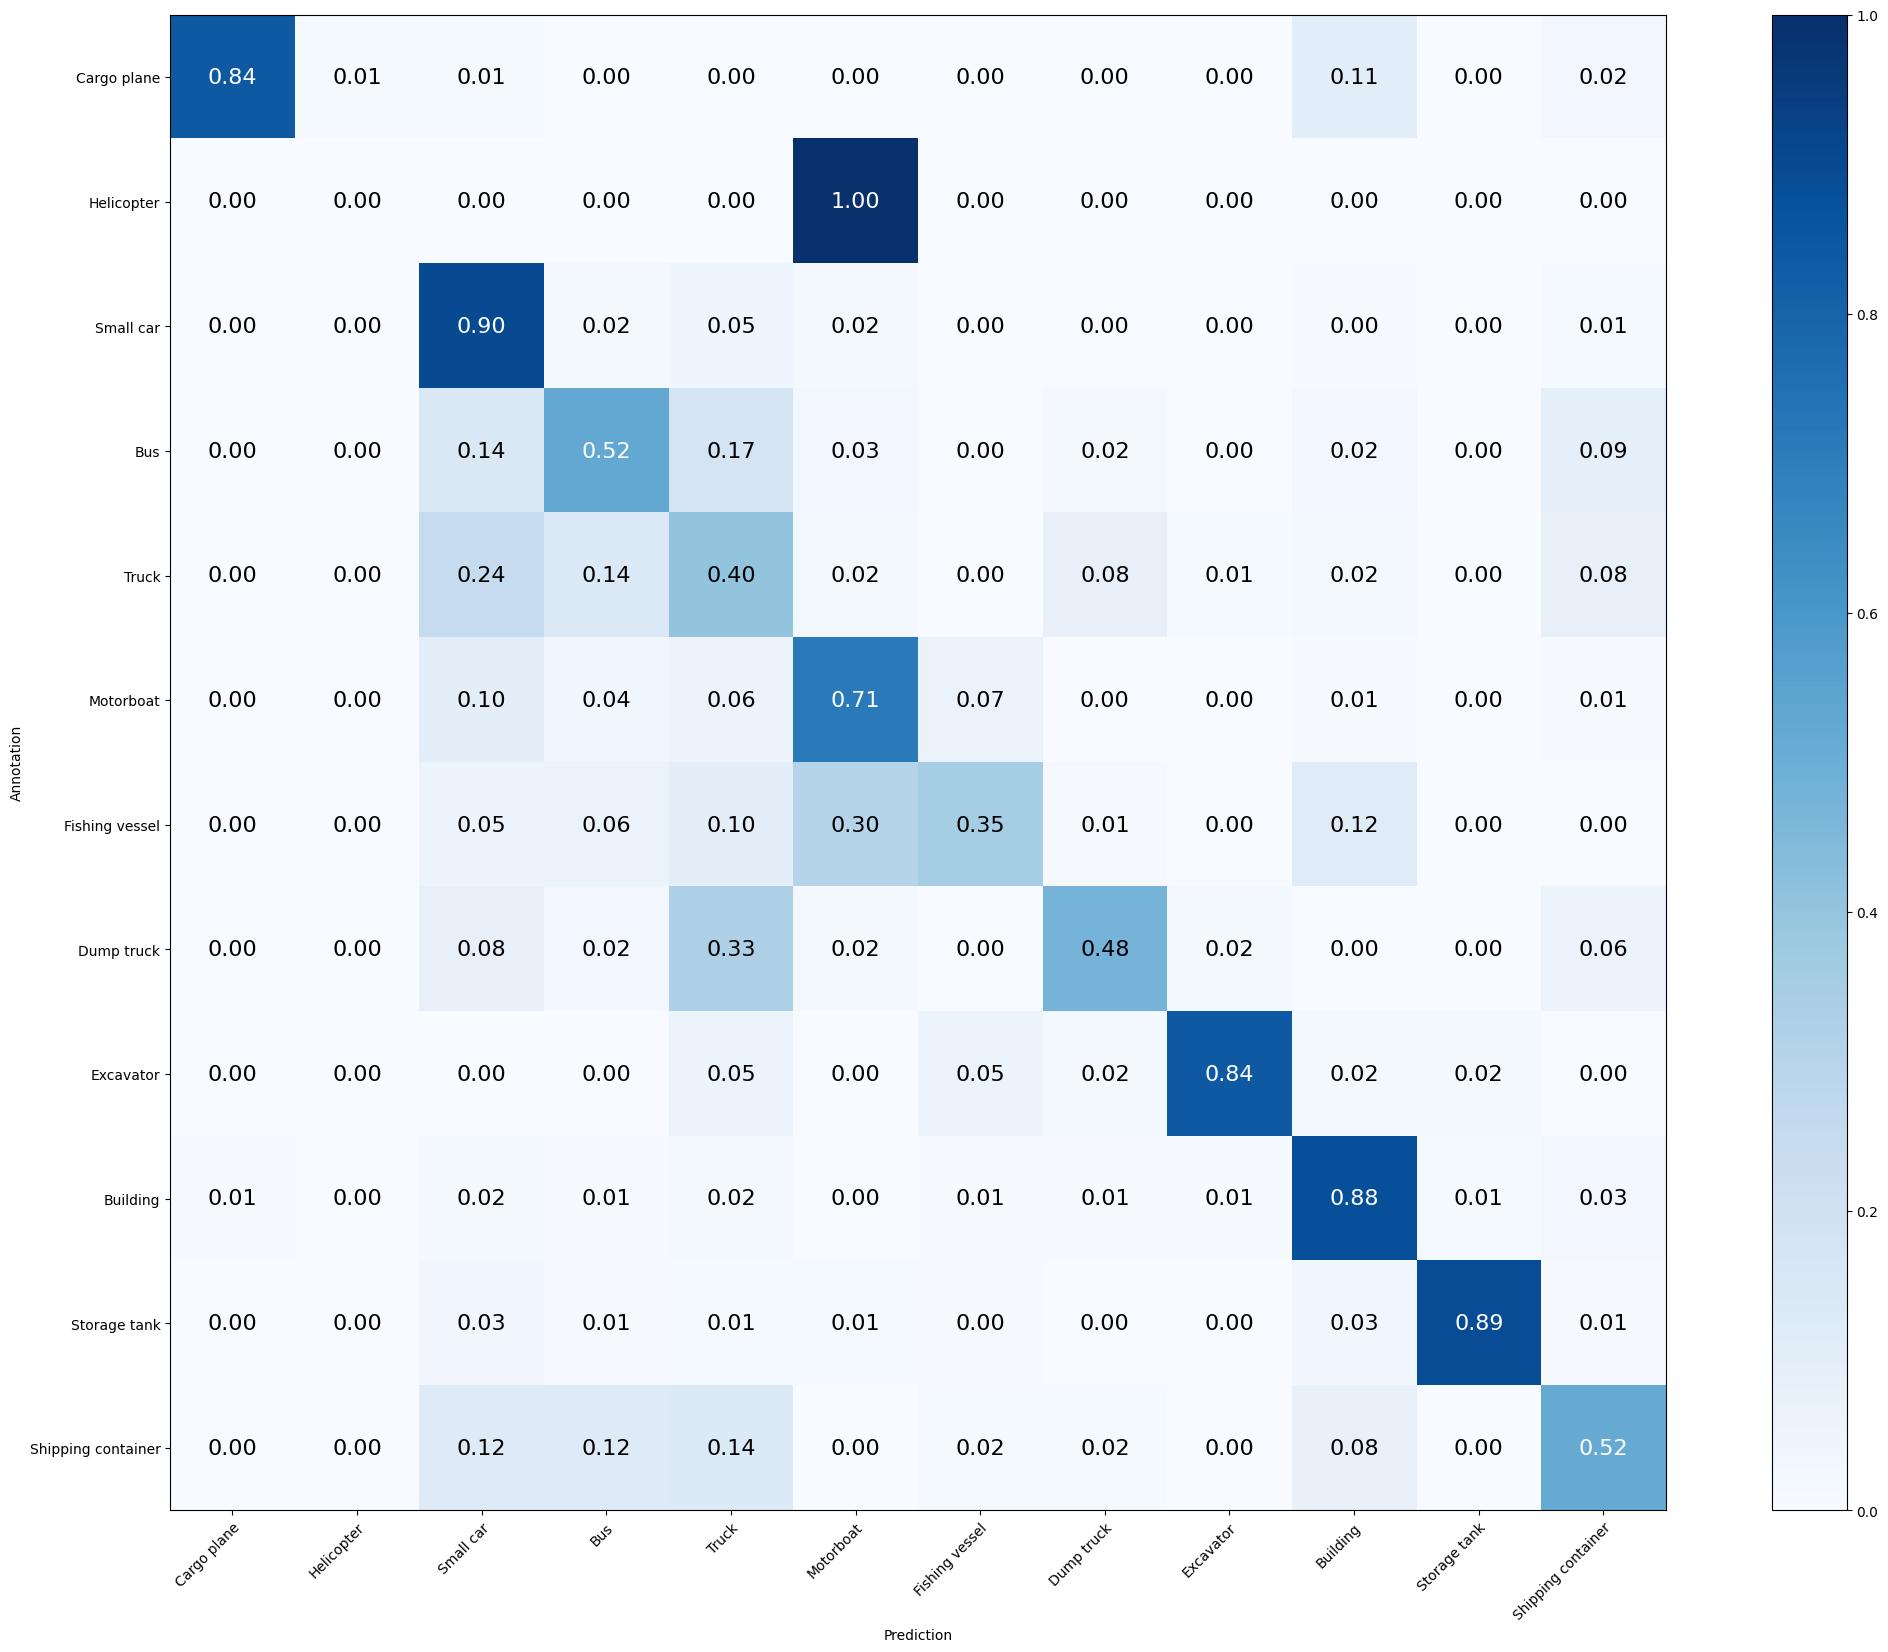 1.0
Cargo plane 0.84 0.01 0.01 0.00 0.00 0.00 0.00 0.00 0.00 0.11 0.00 0.02
Helicopter 0.00 0.00 0.00 0.00 0.00 1.00 0.00 0.00 0.00 0.00 0.00 0.00
Small car 0.00 0.00 0.90 0.02 0.05 0.02 0.00 0.00 0.00 0.00 0.00 0.01
0.8
Bus 0.00 0.00 0.14 0.52 0.17 0.03 0.00 0.02 0.00 0.02 0.00 0.09
Truck 0.00 0.00 0.24 0.14 0.40 0.02 0.00 0.08 0.01 0.02 0.00 0.08
0.6
Motorboat 0.00 0.00 0.10 0.04 0.06 0.71 0.07 0.00 0.00 0.01 0.00 0.01
Annotation
Fishing vessel 0.00 0.00 0.05 0.06 0.10 0.30 0.35 0.01 0.00 0.12 0.00 0.00
0.4
Dump truck 0.00 0.00 0.08 0.02 0.33 0.02 0.00 0.48 0.02 0.00 0.00 0.06
Excavator 0.00 0.00 0.00 0.00 0.05 0.00 0.05 0.02 0.84 0.02 0.02 0.00
Building 0.01 0.00 0.02 0.01 0.02 0.00 0.01 0.01 0.01 0.88 0.01 0.03
0.2
Storage tank 0.00 0.00 0.03 0.01 0.01 0.01 0.00 0.00 0.00 0.03 0.89 0.01
Shipping container 0.00 0.00 0.12 0.12 0.14 0.00 0.02 0.02 0.00 0.08 0.00 0.52
0.0
Cargo plane
Helicopter
Small car
Bus
Truck
Motorboat
Fishing vessel
Dump truck
Excavator
Building
Storage tank
Shipping container
Prediction